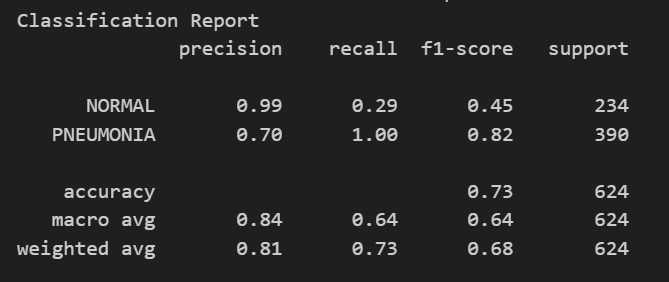 Classification Report
precision recall f1-score support
NORMAL 0.99 0.29 0.45 234
PNEUMONIA 0.70 1.00 0.82 390
accuracy 0.73 624
macro avg 0.84 0.64 0.64 624
weighted avg 0.81 0.73 0.68 624